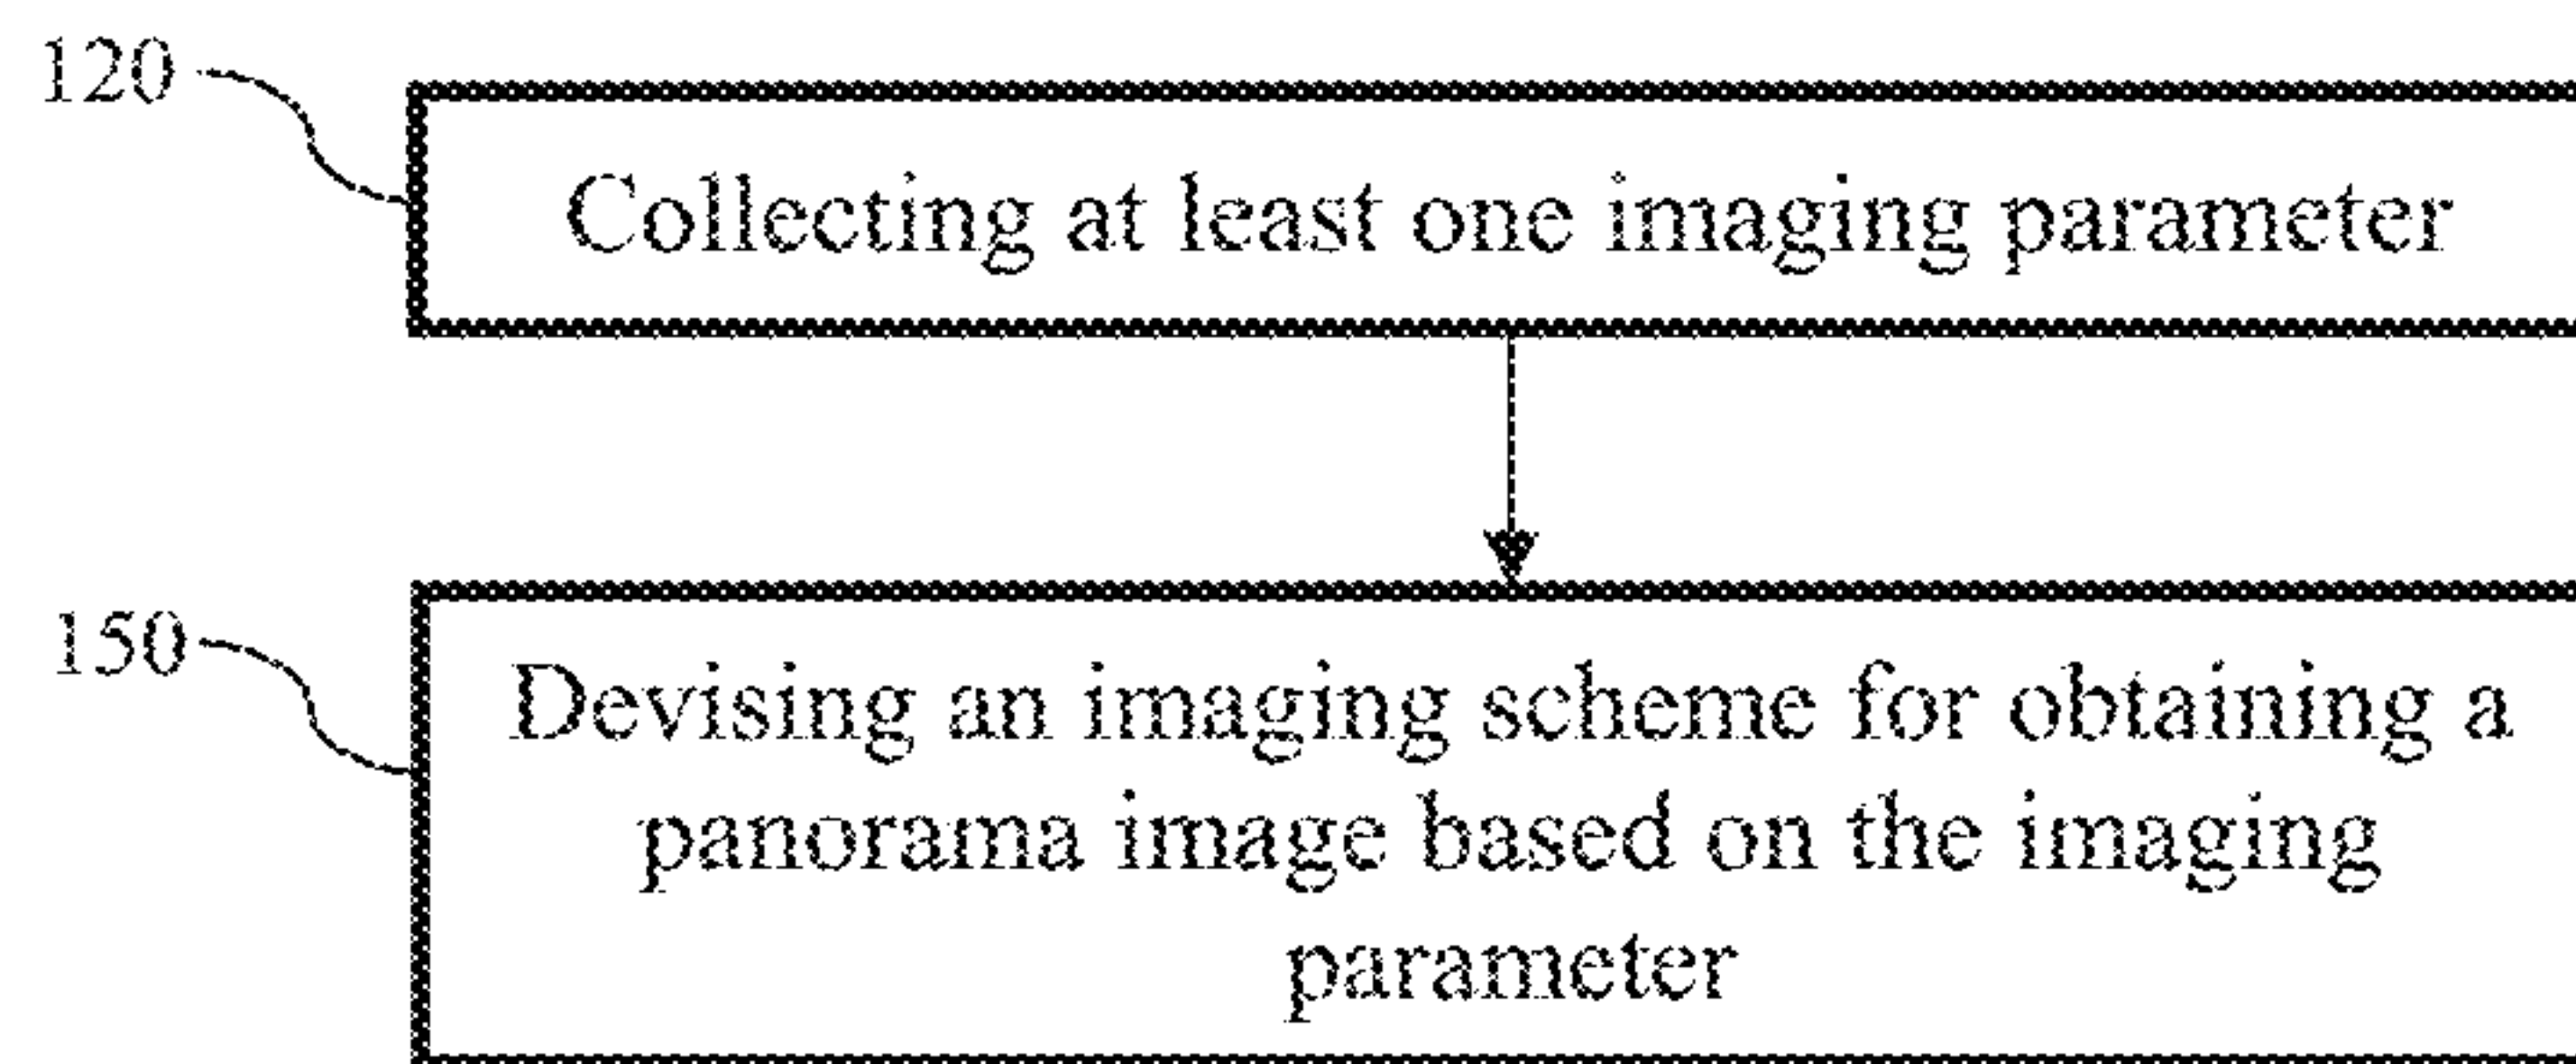 120
Collecting at least one imaging parameter
150
Devising an imaging scheme for obtaining a
panorama image based on the imaging
parameter